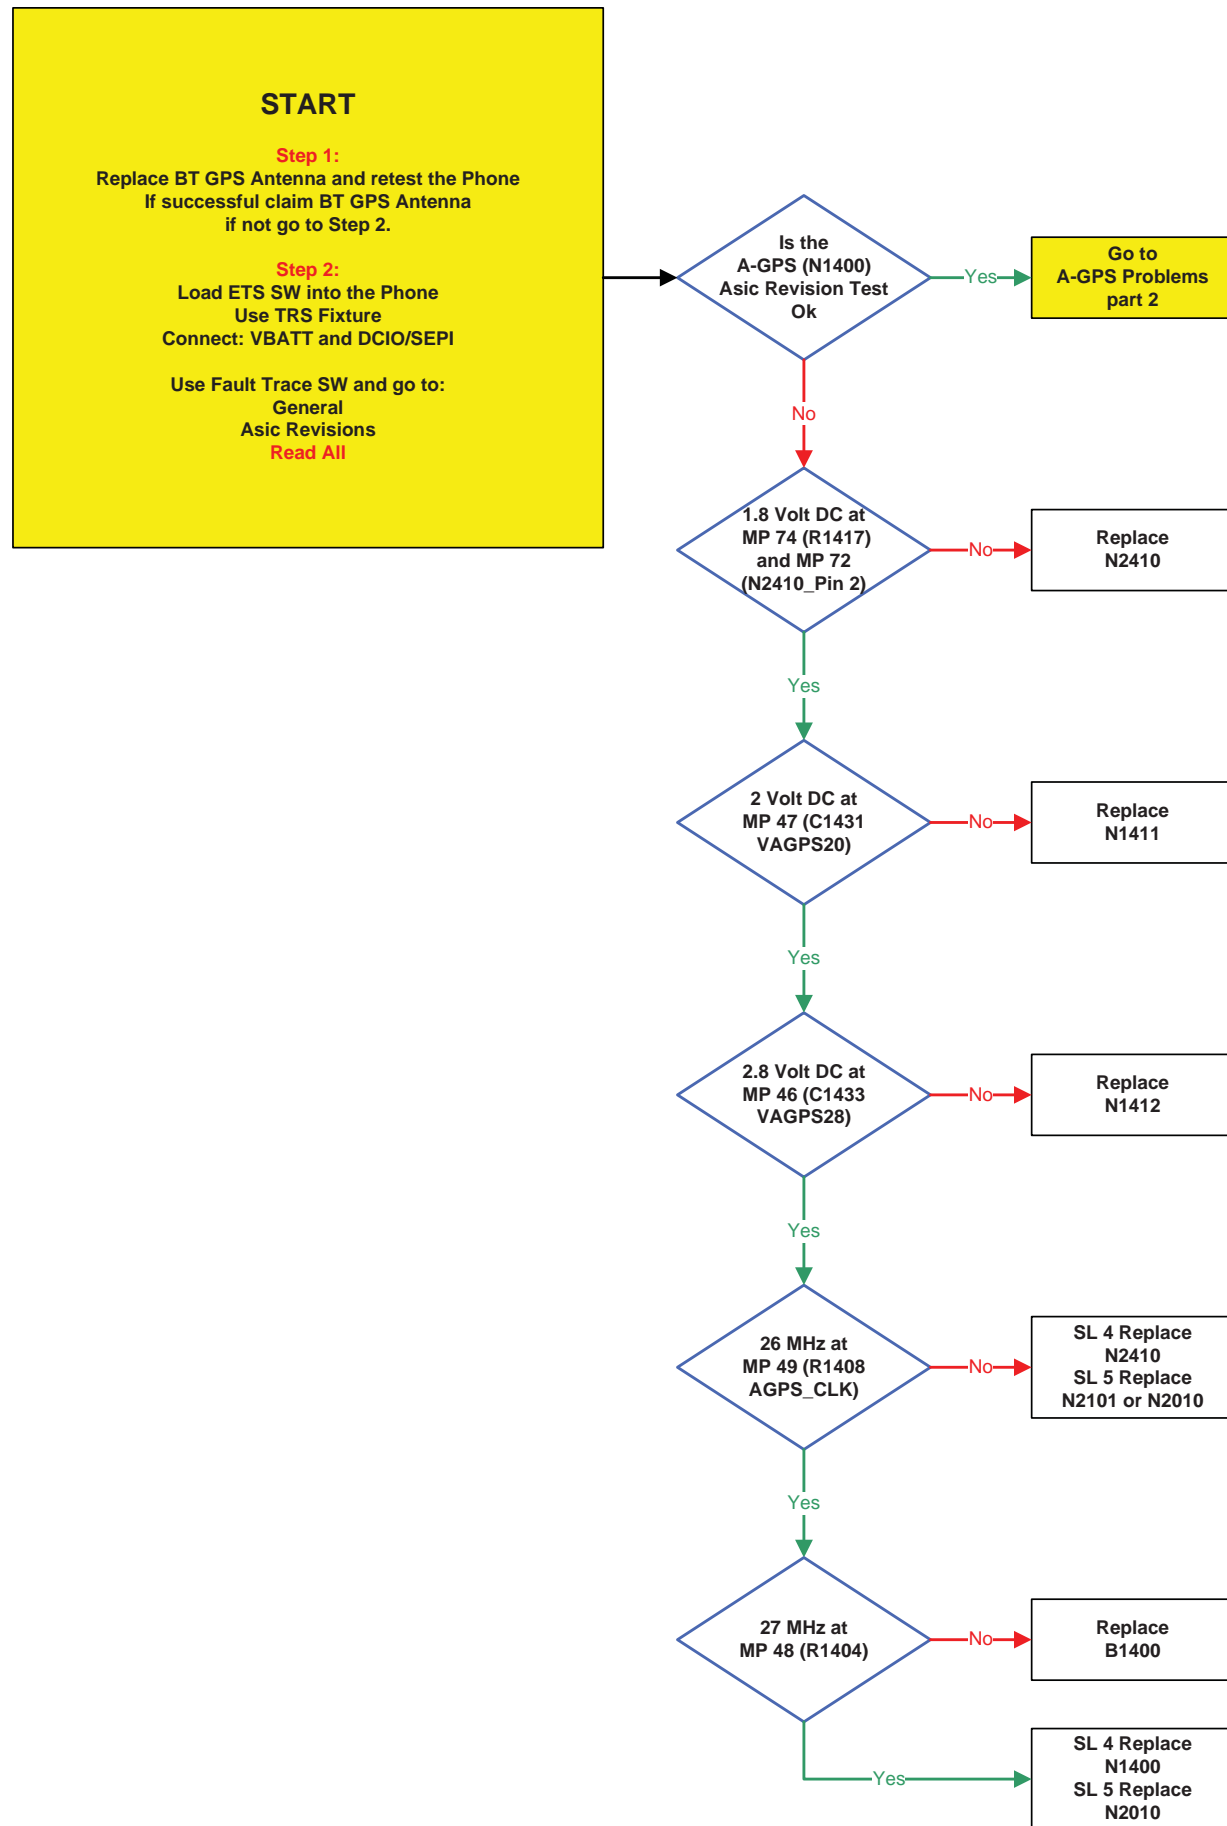 START
Step 1:
Replace BT GPS Antenna and retest the Phone
If successful claim BT GPS Antenna
if not go to Step 2.
Step 2:
Load ETS SW into the Phone
Use TRS Fixture
Connect: VBATT and DCIO/SEPI
Use Fault Trace SW and go to:
General
Asic Revisions
Read All
Is the
A-GPS (N1400)
Asic Revision Test
Ok
Yes
Go to
A-GPS Problems
part 2
No
1.8 Volt DC at
MP 74 (R1417)
and MP 72
(N2410_Pin 2)
No
Replace
N2410
Yes
2 Volt DC at
MP 47 (C1431
VAGPS20)
No
Replace
N1411
Yes
2.8 Volt DC at
MP 46 (C1433
VAGPS28)
No
Replace
N1412
Yes
26 MHz at
MP 49 (R1408
AGPS_CLK)
No
SL 4 Replace
N2410
SL 5 Replace
N2101 or N2010
Yes
27 MHz at
MP 48 (R1404)
No
Replace
B1400
Yes
SL 4 Replace
N1400
SL 5 Replace
N2010